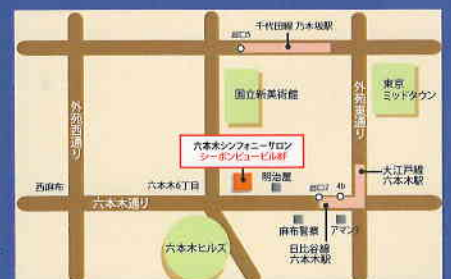 千代田線 乃木坂駅
出口5
国立新美術館
東京
ミッドタウン
外苑西通り
外苑東通り
六本木シンフォニーサロン
シーボンビュービル8F
明治屋
大江戸線
六本木駅
西麻布
六本木6丁目
出口2
4b
六本木通り
麻布警察
アマンド
日比谷線
六本木駅
六本木ヒルズ